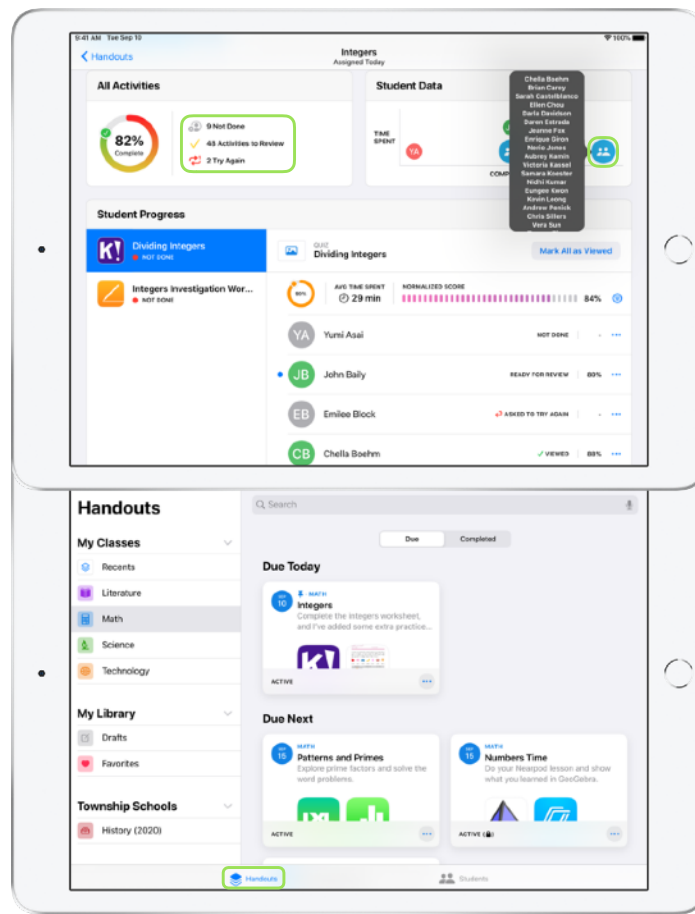 9:41 AM Tue Sep 10
100%
Handouts
Integers
Assigned Today
All Activities
82%
Complete
9 Not Done
48 Activities to Review
2 Try Again
Student Data
TIME
SPENT
YA
Chella Boehm
Brian Carey
Sarah Castelblanco
Ellen Chou
Darla Davidson
Daren Estrada
Jeanne Fox
Enrique Giron
Nerio Jones
Aubrey Kamin
Victoria Kassel
Samara Koesler
Nidhi Kumar
Eungee Kwon
Kevin Leong
Andrew Penick
Chris Sillers
Vera Sun
Student Progress
K!
Dividing Integers
NOT DONE
Integers Investigation Wor...
NOT DONE
QUIZ
Dividing Integers
Mark All as Viewed
AVG TIME SPENT
29 min
NORMALIZED SCORE
84%
YA
Yumi Asai
NOT DONE
-
JB
John Baily
READY FOR REVIEW
80%
EB
Emilee Block
ASKED TO TRY AGAIN
-
CB
Chella Boehm
VIEWED
88%
Handouts
My Classes
Recents
Literature
Math
Science
Technology
My Library
Drafts
Favorites
Township Schools
History (2020)
Search
Due
Completed
Due Today
SEP
10
MATH
Integers
Complete the integers worksheet,
and I've added some extra practice...
K!
ACTIVE
Due Next
SEP
15
MATH
Patterns and Primes
Explore prime factors and solve the
word problems.
IXL
ACTIVE
SEP
15
MATH
Numbers Time
Do your Nearpod lesson and show
what you learned in GeoGebra.
ACTIVE
Handouts
Students